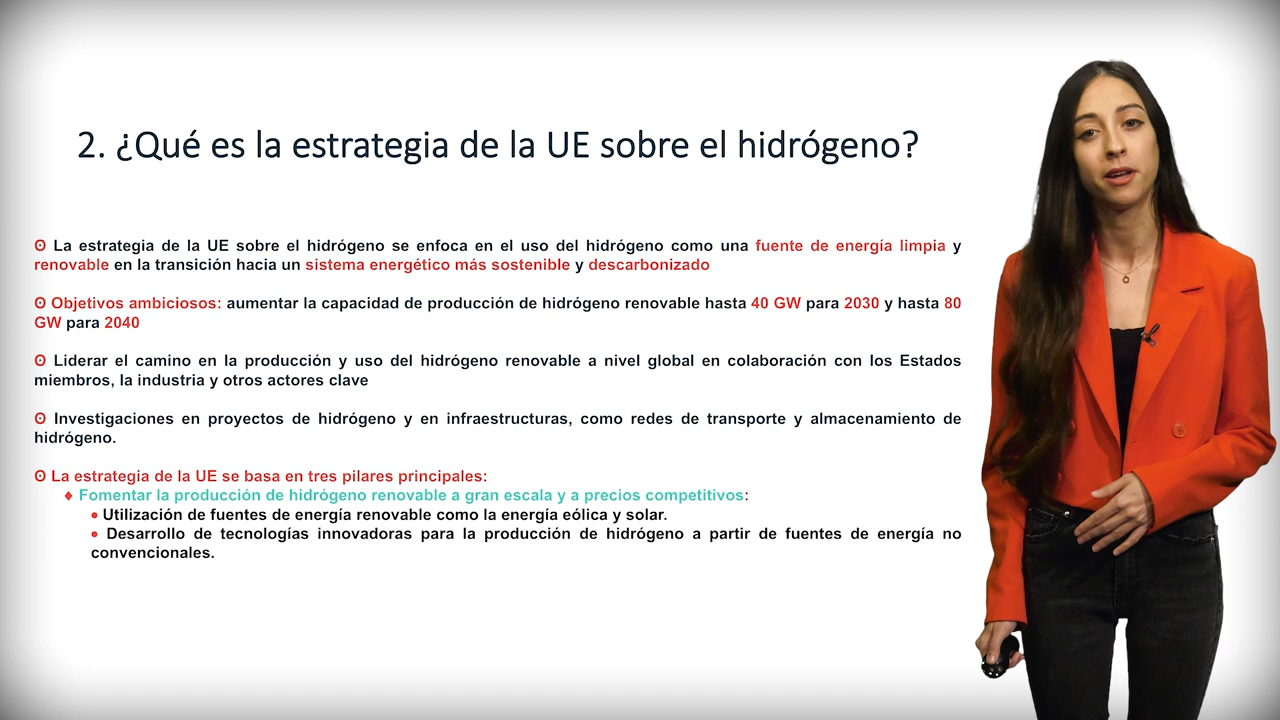 2. ¿Qué es la estrategia de la UE sobre el hidrógeno?
ʘ La estrategia de la UE sobre el hidrógeno se enfoca en el uso del hidrógeno como una fuente de energía limpia y
renovable en la transición hacia un sistema energético más sostenible y descarbonizado
ʘ Objetivos ambiciosos: aumentar la capacidad de producción de hidrógeno renovable hasta 40 GW para 2030 y hasta 80
GW para 2040
ʘ Liderar el camino en la producción y uso del hidrógeno renovable a nivel global en colaboración con los Estados
miembros, la industria y otros actores clave
ʘ Investigaciones en proyectos de hidrógeno y en infraestructuras, como redes de transporte y almacenamiento de
hidrógeno.
ʘ La estrategia de la UE se basa en tres pilares principales:
♦ Fomentar la producción de hidrógeno renovable a gran escala y a precios competitivos:
• Utilización de fuentes de energía renovable como la energía eólica y solar.
• Desarrollo de tecnologías innovadoras para la producción de hidrógeno a partir de fuentes de energía no
convencionales.